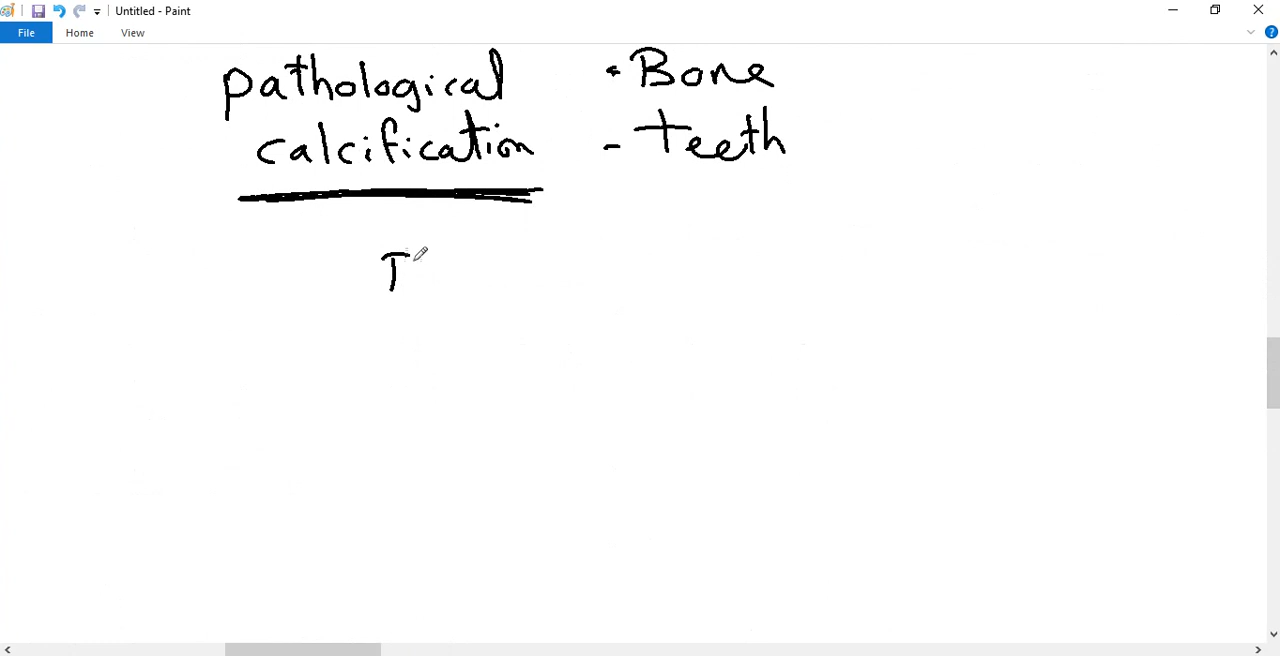 Untitled - Paint
File Home View
pathological
calcification
• Bone
- Teeth
T